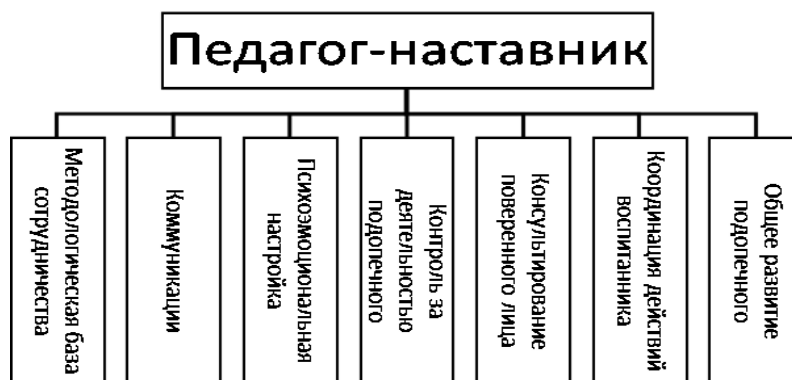 Педагог-наставник
Методологическая база
сотрудничества
Коммуникации
Психоэмоциональная
настройка
Контроль за
деятельностью
подопечного
Консультирование
поверенного лица
Координация действий
воспитанника
Общее развитие
подопечного